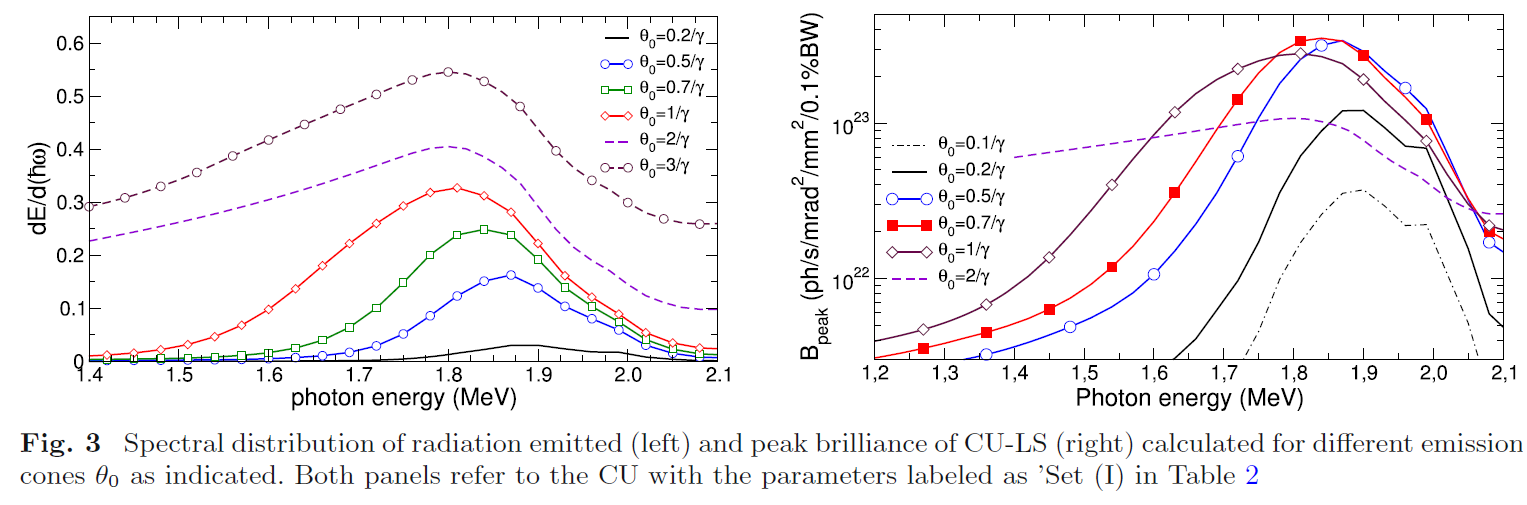 dE/d(ħω)
0.6
0.5
0.4
0.3
0.2
0.1
0
1.4 1.5 1.6 1.7 1.8 1.9 2.0 2.1
photon energy (MeV)
θ₀=0.2/γ
θ₀=0.5/γ
θ₀=0.7/γ
θ₀=1/γ
θ₀=2/γ
θ₀=3/γ
B_peak (ph/s/mrad²/mm²/0.1%BW)
10²³
10²²
1,2 1,3 1,4 1,5 1,6 1,7 1,8 1,9 2,0 2,1
Photon energy (MeV)
θ₀=0.1/γ
θ₀=0.2/γ
θ₀=0.5/γ
θ₀=0.7/γ
θ₀=1/γ
θ₀=2/γ
Fig. 3 Spectral distribution of radiation emitted (left) and peak brilliance of CU-LS (right) calculated for different emission
cones θ₀ as indicated. Both panels refer to the CU with the parameters labeled as 'Set (I) in Table 2